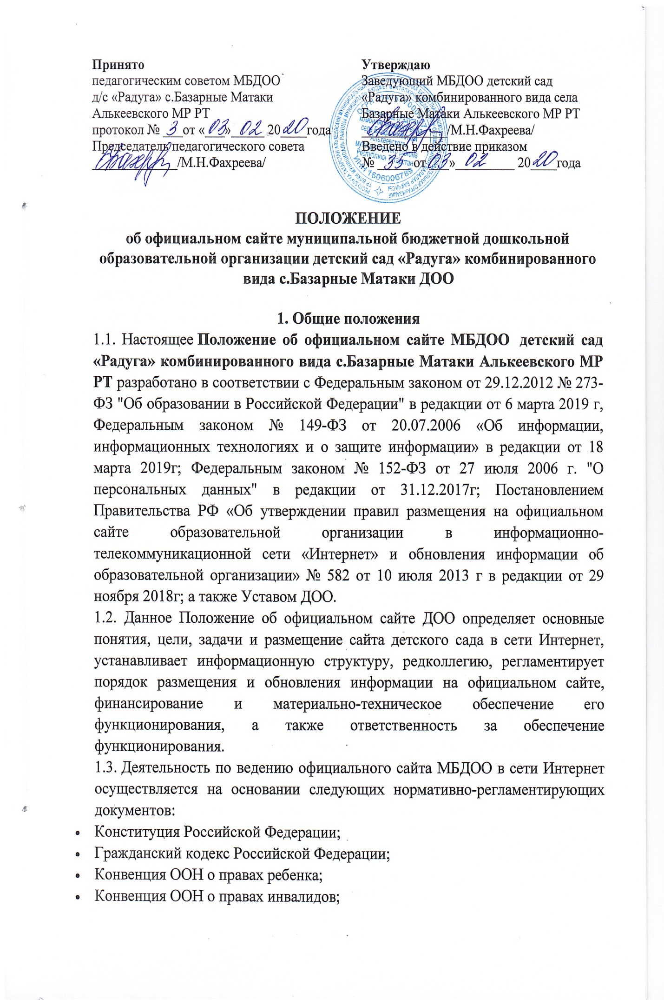 Принято
педагогическим советом МБДОО
д/с «Радуга» с.Базарные Матаки
Алькеевского МР РТ
протокол № 3 от «03» 02 2020 года
Председатель педагогического совета
/М.Н.Фахреева/
Утверждаю
Заведующий МБДОО детский сад
«Радуга» комбинированного вида села
Базарные Матаки Алькеевского МР РТ
/М.Н.Фахреева/
Введено в действие приказом
№ 35 от 03 » 02 2020 года
ИНН 1606006789
ПОЛОЖЕНИЕ
об официальном сайте муниципальной бюджетной дошкольной
образовательной организации детский сад «Радуга» комбинированного
вида с.Базарные Матаки ДОО
1. Общие положения
1.1. Настоящее Положение об официальном сайте МБДОО детский сад
«Радуга» комбинированного вида с.Базарные Матаки Алькеевского МР
РТ разработано в соответствии с Федеральным законом от 29.12.2012 № 273-
ФЗ "Об образовании в Российской Федерации" в редакции от 6 марта 2019 г,
Федеральным законом № 149-ФЗ от 20.07.2006 «Об информации,
информационных технологиях и о защите информации» в редакции от 18
марта 2019г; Федеральным законом № 152-ФЗ от 27 июля 2006 г. "О
персональных данных" в редакции от 31.12.2017г; Постановлением
Правительства РФ «Об утверждении правил размещения на официальном
сайте образовательной организации в информационно-
телекоммуникационной сети «Интернет» и обновления информации об
образовательной организации» № 582 от 10 июля 2013 г в редакции от 29
ноября 2018г; а также Уставом ДОО.
1.2. Данное Положение об официальном сайте ДОО определяет основные
понятия, цели, задачи и размещение сайта детского сада в сети Интернет,
устанавливает информационную структуру, редколлегию, регламентирует
порядок размещения и обновления информации на официальном сайте,
финансирование и материально-техническое обеспечение его
функционирования, а также ответственность за обеспечение
функционирования.
1.3. Деятельность по ведению официального сайта МБДОО в сети Интернет
осуществляется на основании следующих нормативно-регламентирующих
документов:
• Конституция Российской Федерации;
• Гражданский кодекс Российской Федерации;
• Конвенция ООН о правах ребенка;
• Конвенция ООН о правах инвалидов;